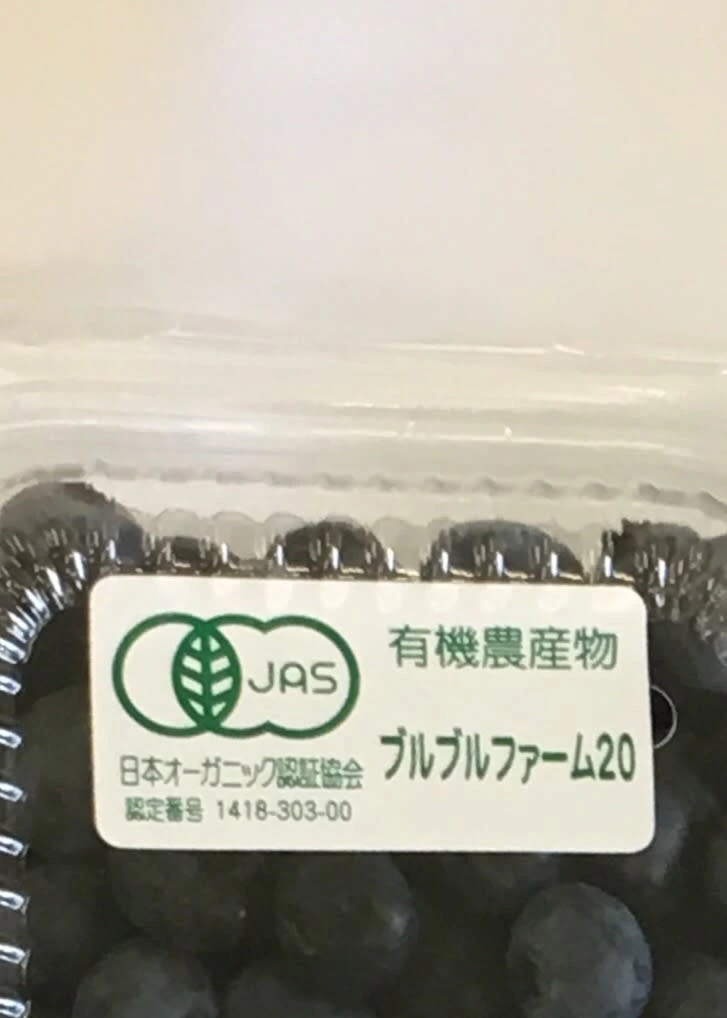 JAS
有機農産物
日本オーガニック認証協会
認定番号 1418-303-00
ブルブルファーム20